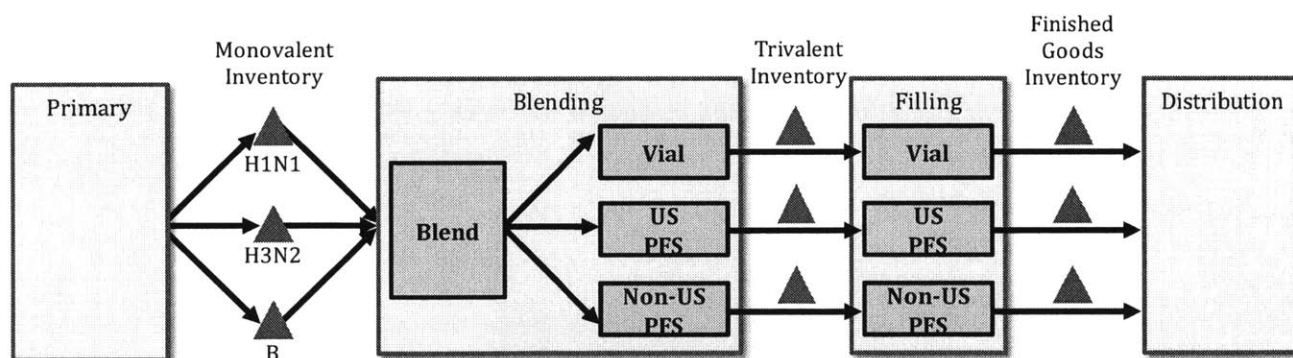 Primary
Monovalent
Inventory
H1N1
H3N2
B
Blending
Blend
Vial
US
PFS
Non-US
PFS
Trivalent
Inventory
Filling
Vial
US
PFS
Non-US
PFS
Finished
Goods
Inventory
Distribution